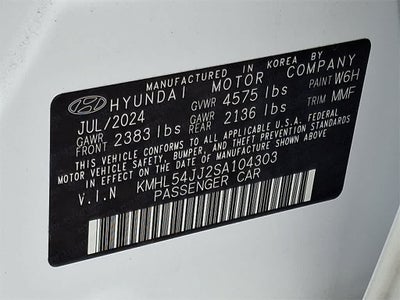 MANUFACTURED IN KOREA BY
HYUNDAI MOTOR COMPANY
JUL/2024 GVWR 4575 lbs PAINT W6H
GAWR FRONT 2383 lbs GAWR REAR 2136 lbs TRIM MMF
THIS VEHICLE CONFORMS TO ALL APPLICABLE U.S.A. FEDERAL
MOTOR VEHICLE SAFETY, BUMPER, AND THEFT PREVENTION STANDARDS
IN EFFECT ON THE DATE OF MANUFACTURE SHOWN ABOVE.
V.I.N KMHL54JJ2SA104303
PASSENGER CAR